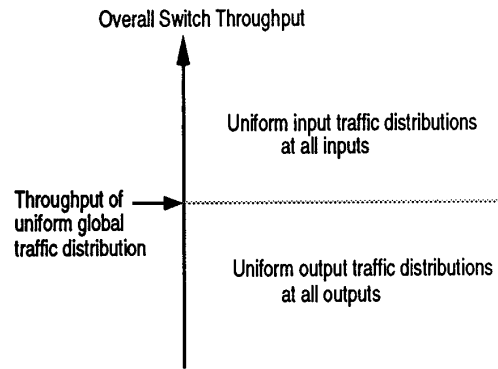 Overall Switch Throughput
Uniform input traffic distributions
at all inputs
Throughput of
uniform global
traffic distribution
Uniform output traffic distributions
at all outputs